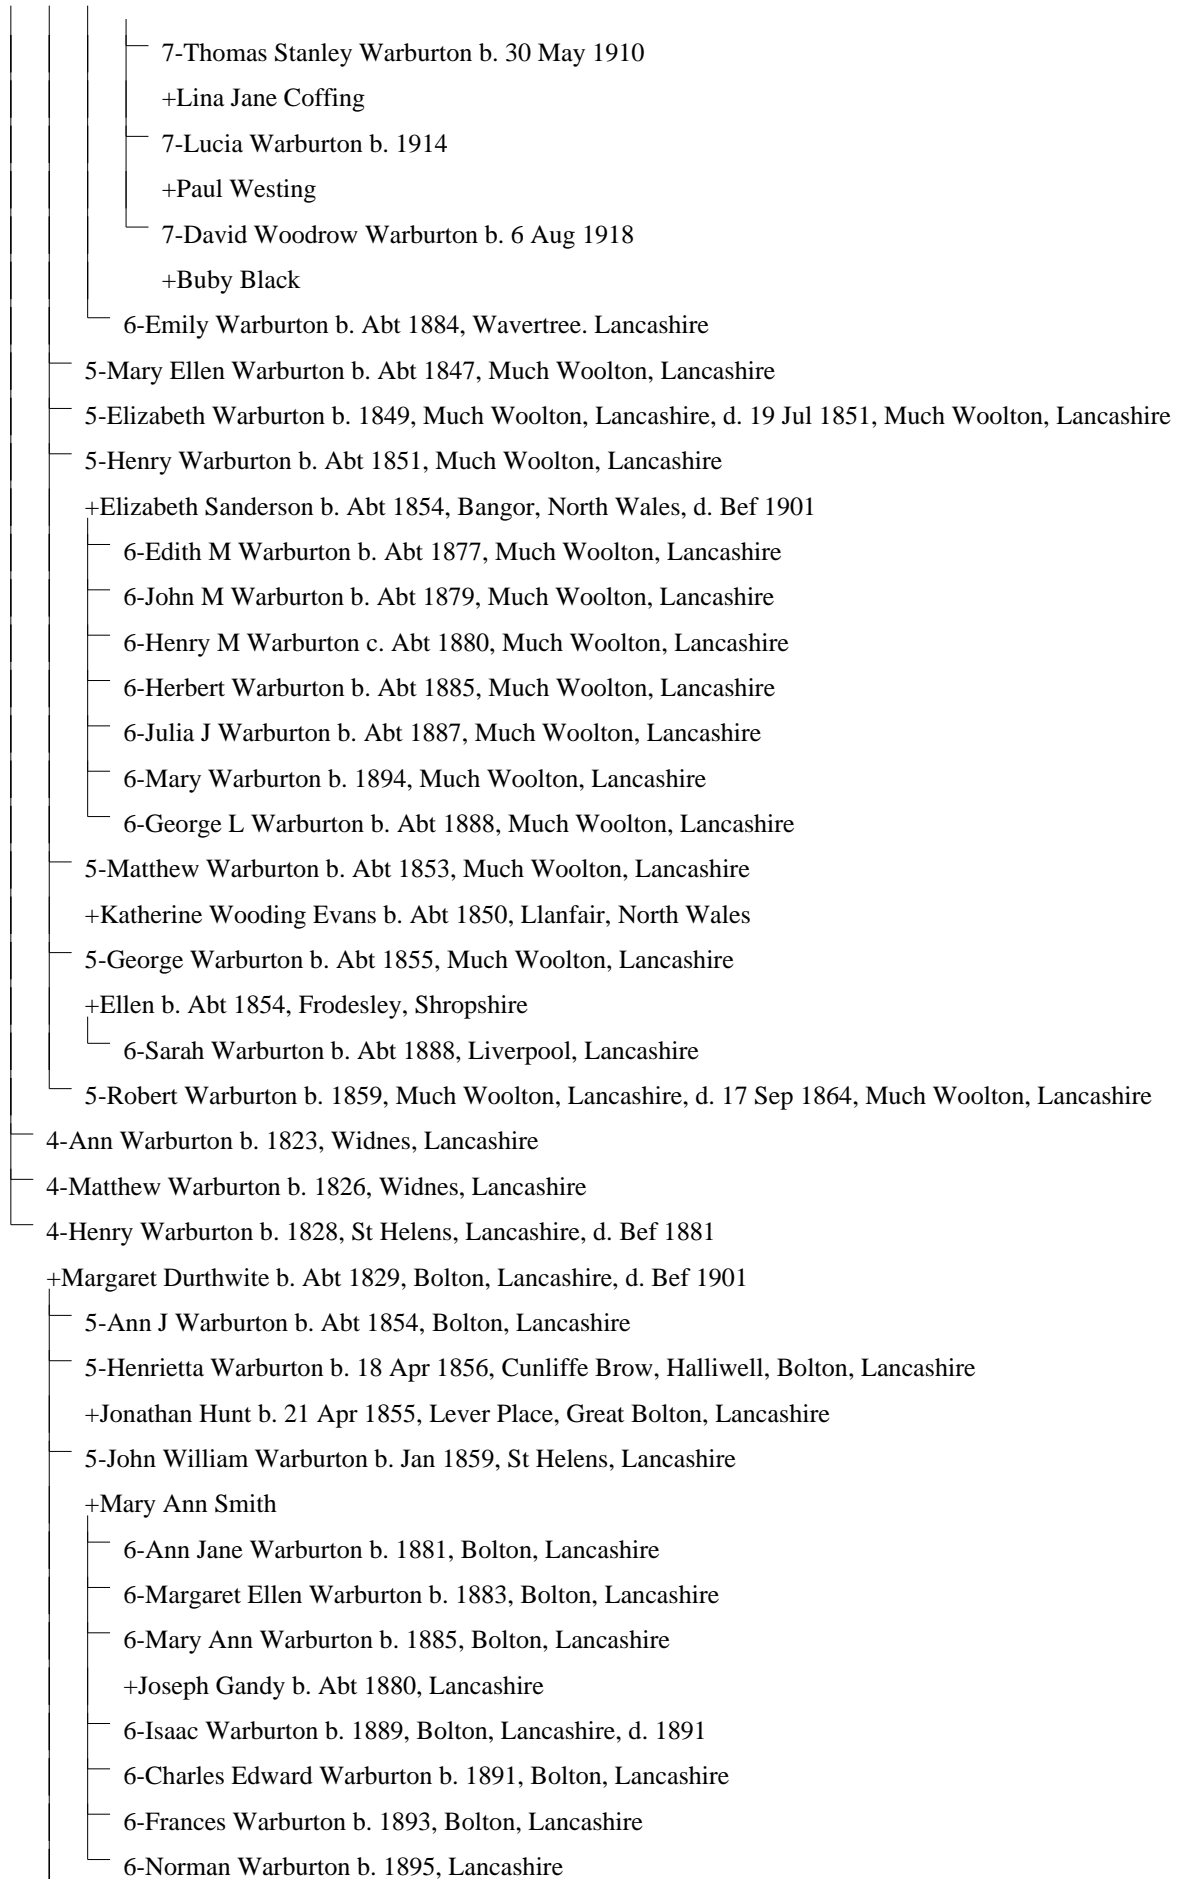 7-Thomas Stanley Warburton b. 30 May 1910
+Lina Jane Coffing
7-Lucia Warburton b. 1914
+Paul Westing
7-David Woodrow Warburton b. 6 Aug 1918
+Buby Black
6-Emily Warburton b. Abt 1884, Wavertree. Lancashire
5-Mary Ellen Warburton b. Abt 1847, Much Woolton, Lancashire
5-Elizabeth Warburton b. 1849, Much Woolton, Lancashire, d. 19 Jul 1851, Much Woolton, Lancashire
5-Henry Warburton b. Abt 1851, Much Woolton, Lancashire
+Elizabeth Sanderson b. Abt 1854, Bangor, North Wales, d. Bef 1901
6-Edith M Warburton b. Abt 1877, Much Woolton, Lancashire
6-John M Warburton b. Abt 1879, Much Woolton, Lancashire
6-Henry M Warburton c. Abt 1880, Much Woolton, Lancashire
6-Herbert Warburton b. Abt 1885, Much Woolton, Lancashire
6-Julia J Warburton b. Abt 1887, Much Woolton, Lancashire
6-Mary Warburton b. 1894, Much Woolton, Lancashire
6-George L Warburton b. Abt 1888, Much Woolton, Lancashire
5-Matthew Warburton b. Abt 1853, Much Woolton, Lancashire
+Katherine Wooding Evans b. Abt 1850, Llanfair, North Wales
5-George Warburton b. Abt 1855, Much Woolton, Lancashire
+Ellen b. Abt 1854, Frodesley, Shropshire
6-Sarah Warburton b. Abt 1888, Liverpool, Lancashire
5-Robert Warburton b. 1859, Much Woolton, Lancashire, d. 17 Sep 1864, Much Woolton, Lancashire
4-Ann Warburton b. 1823, Widnes, Lancashire
4-Matthew Warburton b. 1826, Widnes, Lancashire
4-Henry Warburton b. 1828, St Helens, Lancashire, d. Bef 1881
+Margaret Durthwite b. Abt 1829, Bolton, Lancashire, d. Bef 1901
5-Ann J Warburton b. Abt 1854, Bolton, Lancashire
5-Henrietta Warburton b. 18 Apr 1856, Cunliffe Brow, Halliwell, Bolton, Lancashire
+Jonathan Hunt b. 21 Apr 1855, Lever Place, Great Bolton, Lancashire
5-John William Warburton b. Jan 1859, St Helens, Lancashire
+Mary Ann Smith
6-Ann Jane Warburton b. 1881, Bolton, Lancashire
6-Margaret Ellen Warburton b. 1883, Bolton, Lancashire
6-Mary Ann Warburton b. 1885, Bolton, Lancashire
+Joseph Gandy b. Abt 1880, Lancashire
6-Isaac Warburton b. 1889, Bolton, Lancashire, d. 1891
6-Charles Edward Warburton b. 1891, Bolton, Lancashire
6-Frances Warburton b. 1893, Bolton, Lancashire
6-Norman Warburton b. 1895, Lancashire